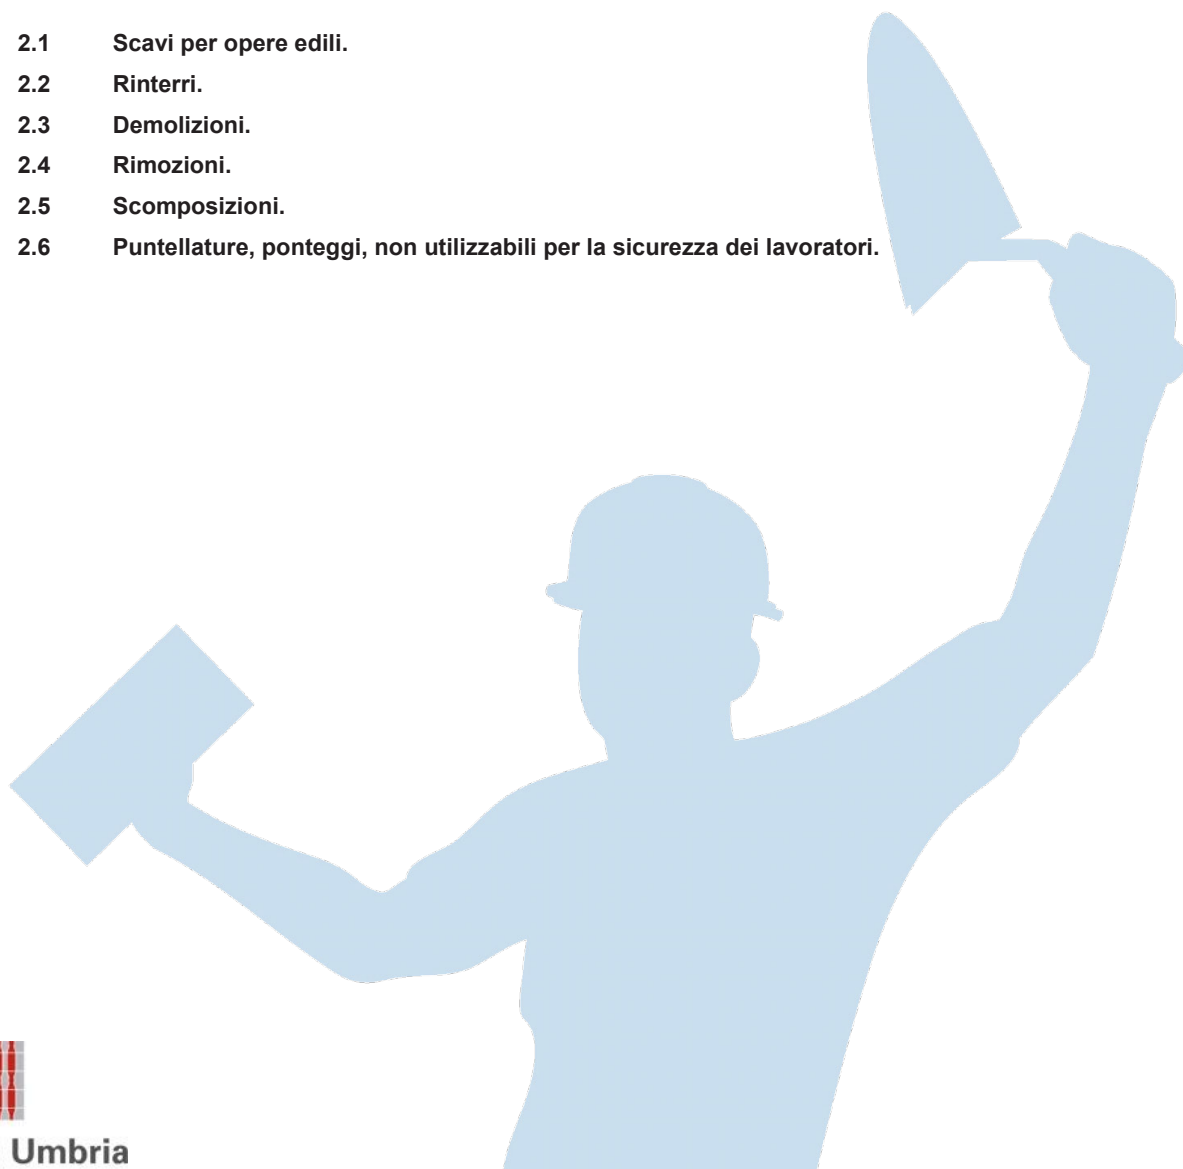 2.1 Scavi per opere edili.
2.2 Rinterri.
2.3 Demolizioni.
2.4 Rimozioni.
2.5 Scomposizioni.
2.6 Puntellature, ponteggi, non utilizzabili per la sicurezza dei lavoratori.
Umbria